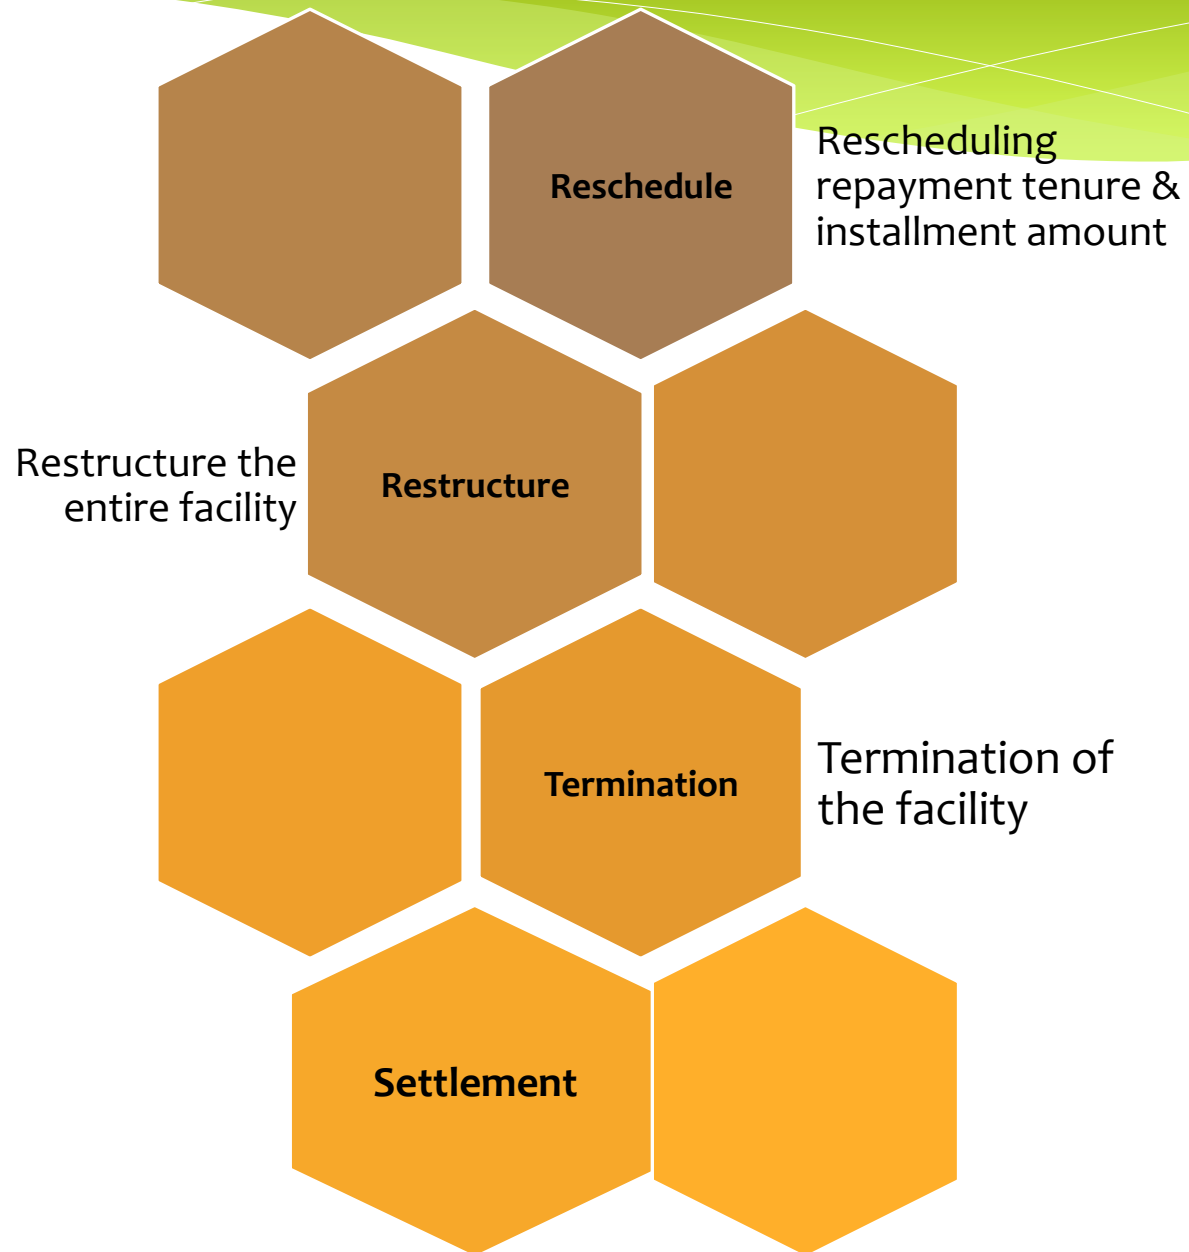 Reschedule
Rescheduling
repayment tenure &
installment amount
Restructure the
entire facility
Restructure
Termination
Termination of
the facility
Settlement